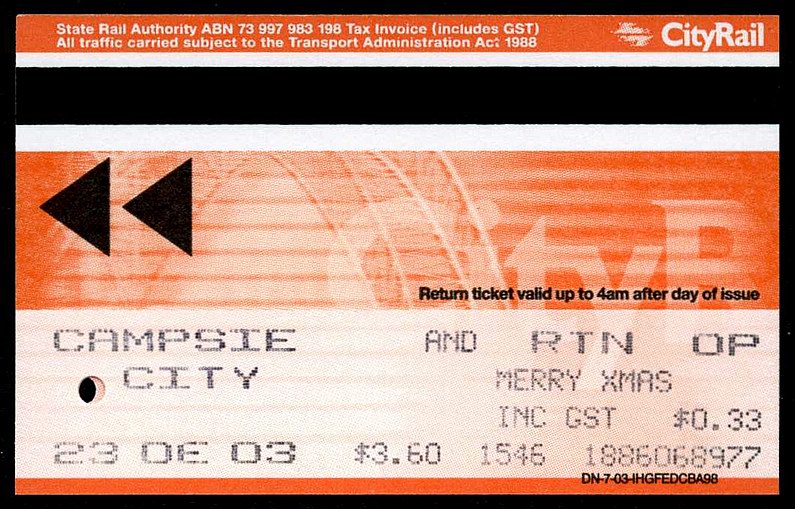 State Rail Authority ABN 73 997 983 198 Tax Invoice (includes GST)
All traffic carried subject to the Transport Administration Act 1988
CityRail
CityR
Return ticket valid up to 4am after day of issue
CAMPSIE AND RTN OP
CITY MERRY XMAS
INC GST $0.33
23 DE 03 $3.60 1546 1886068977
DN-7-03-IHGFEDCBA98